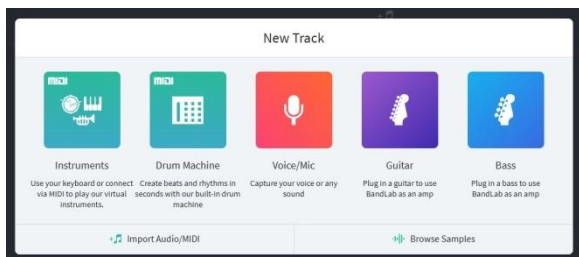 New Track
MIDI
MIDI
Instruments
Use your keyboard or connect
via MIDI to play our virtual
instruments.
Drum Machine
Create beats and rhythms in
seconds with our built-in drum
machine
Voice/Mic
Capture your voice or any
sound
Guitar
Plug in a guitar to use
BandLab as an amp
Bass
Plug in a bass to use
BandLab as an amp
Import Audio/MIDI
Browse Samples